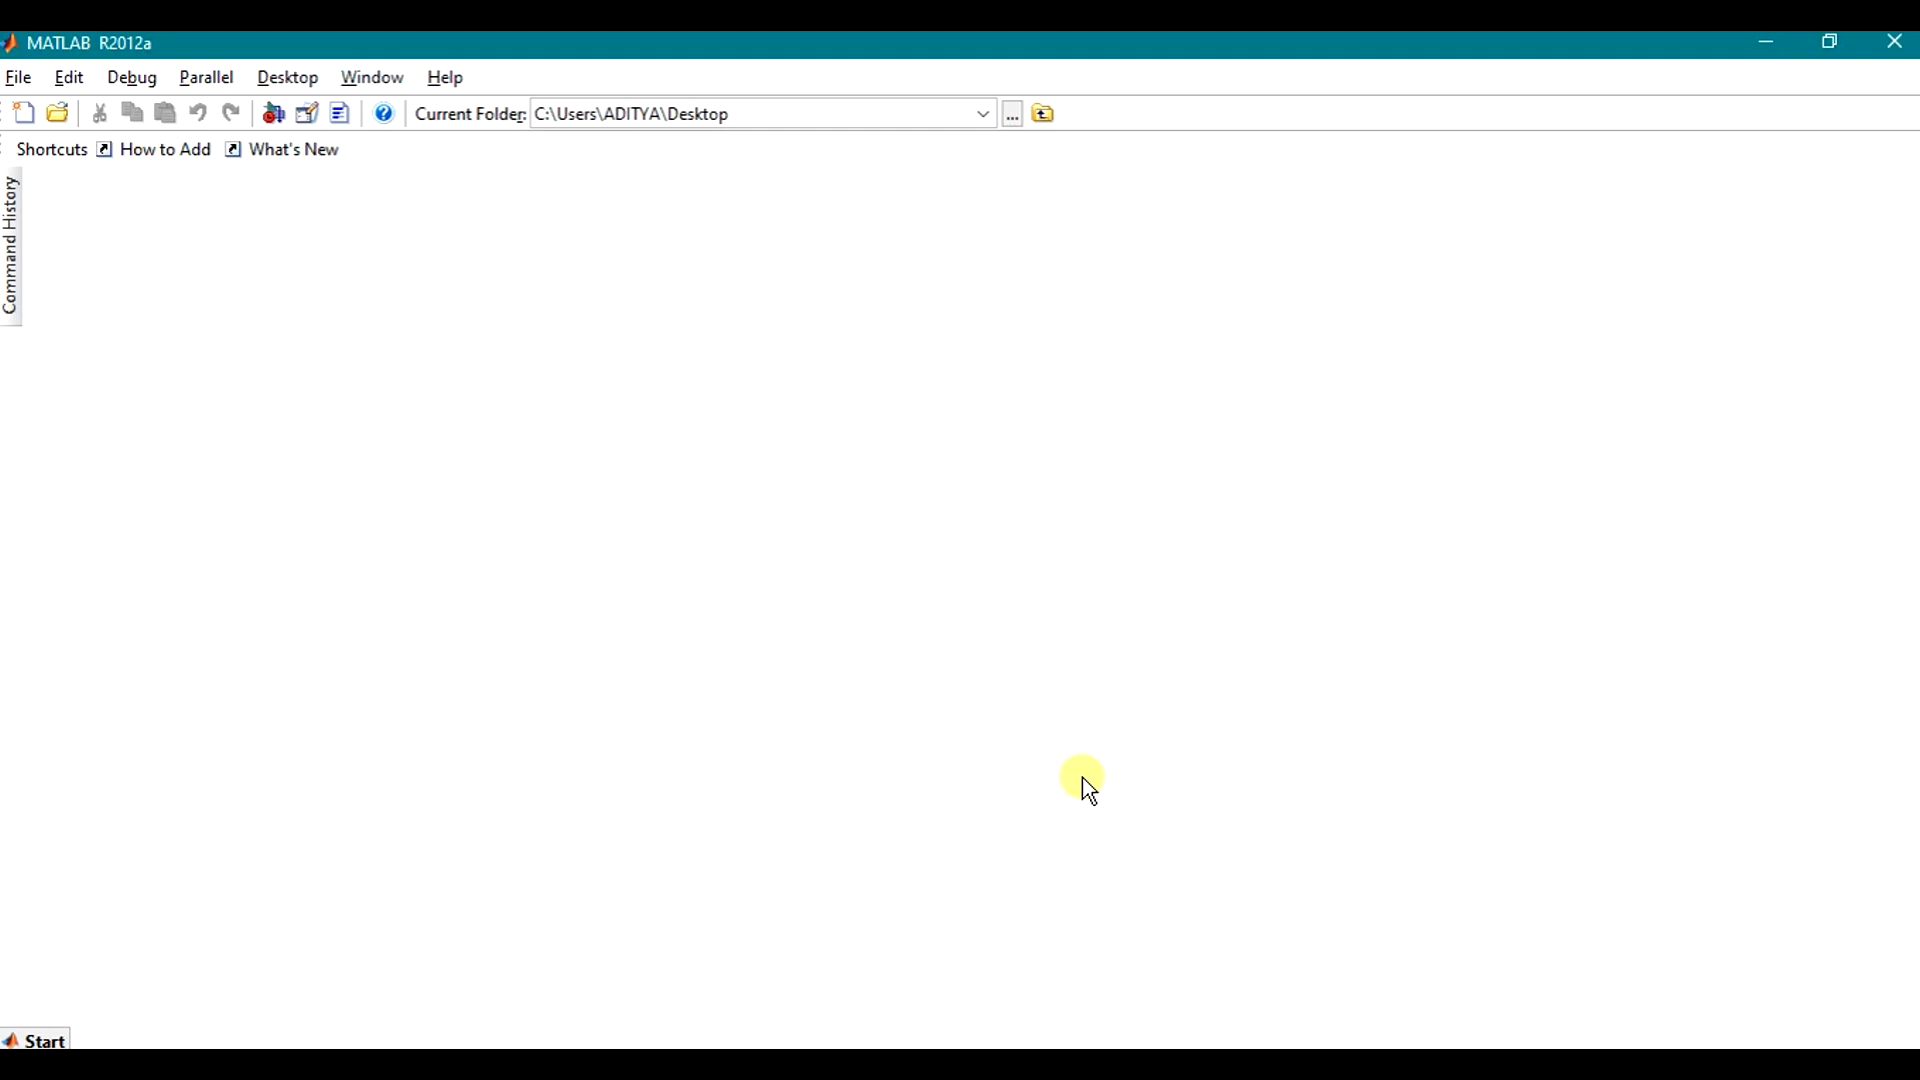 MATLAB R2012a
File Edit Debug Parallel Desktop Window Help
Current Folder: C:\Users\ADITYA\Desktop ...
Shortcuts How to Add What's New
Command History
Start